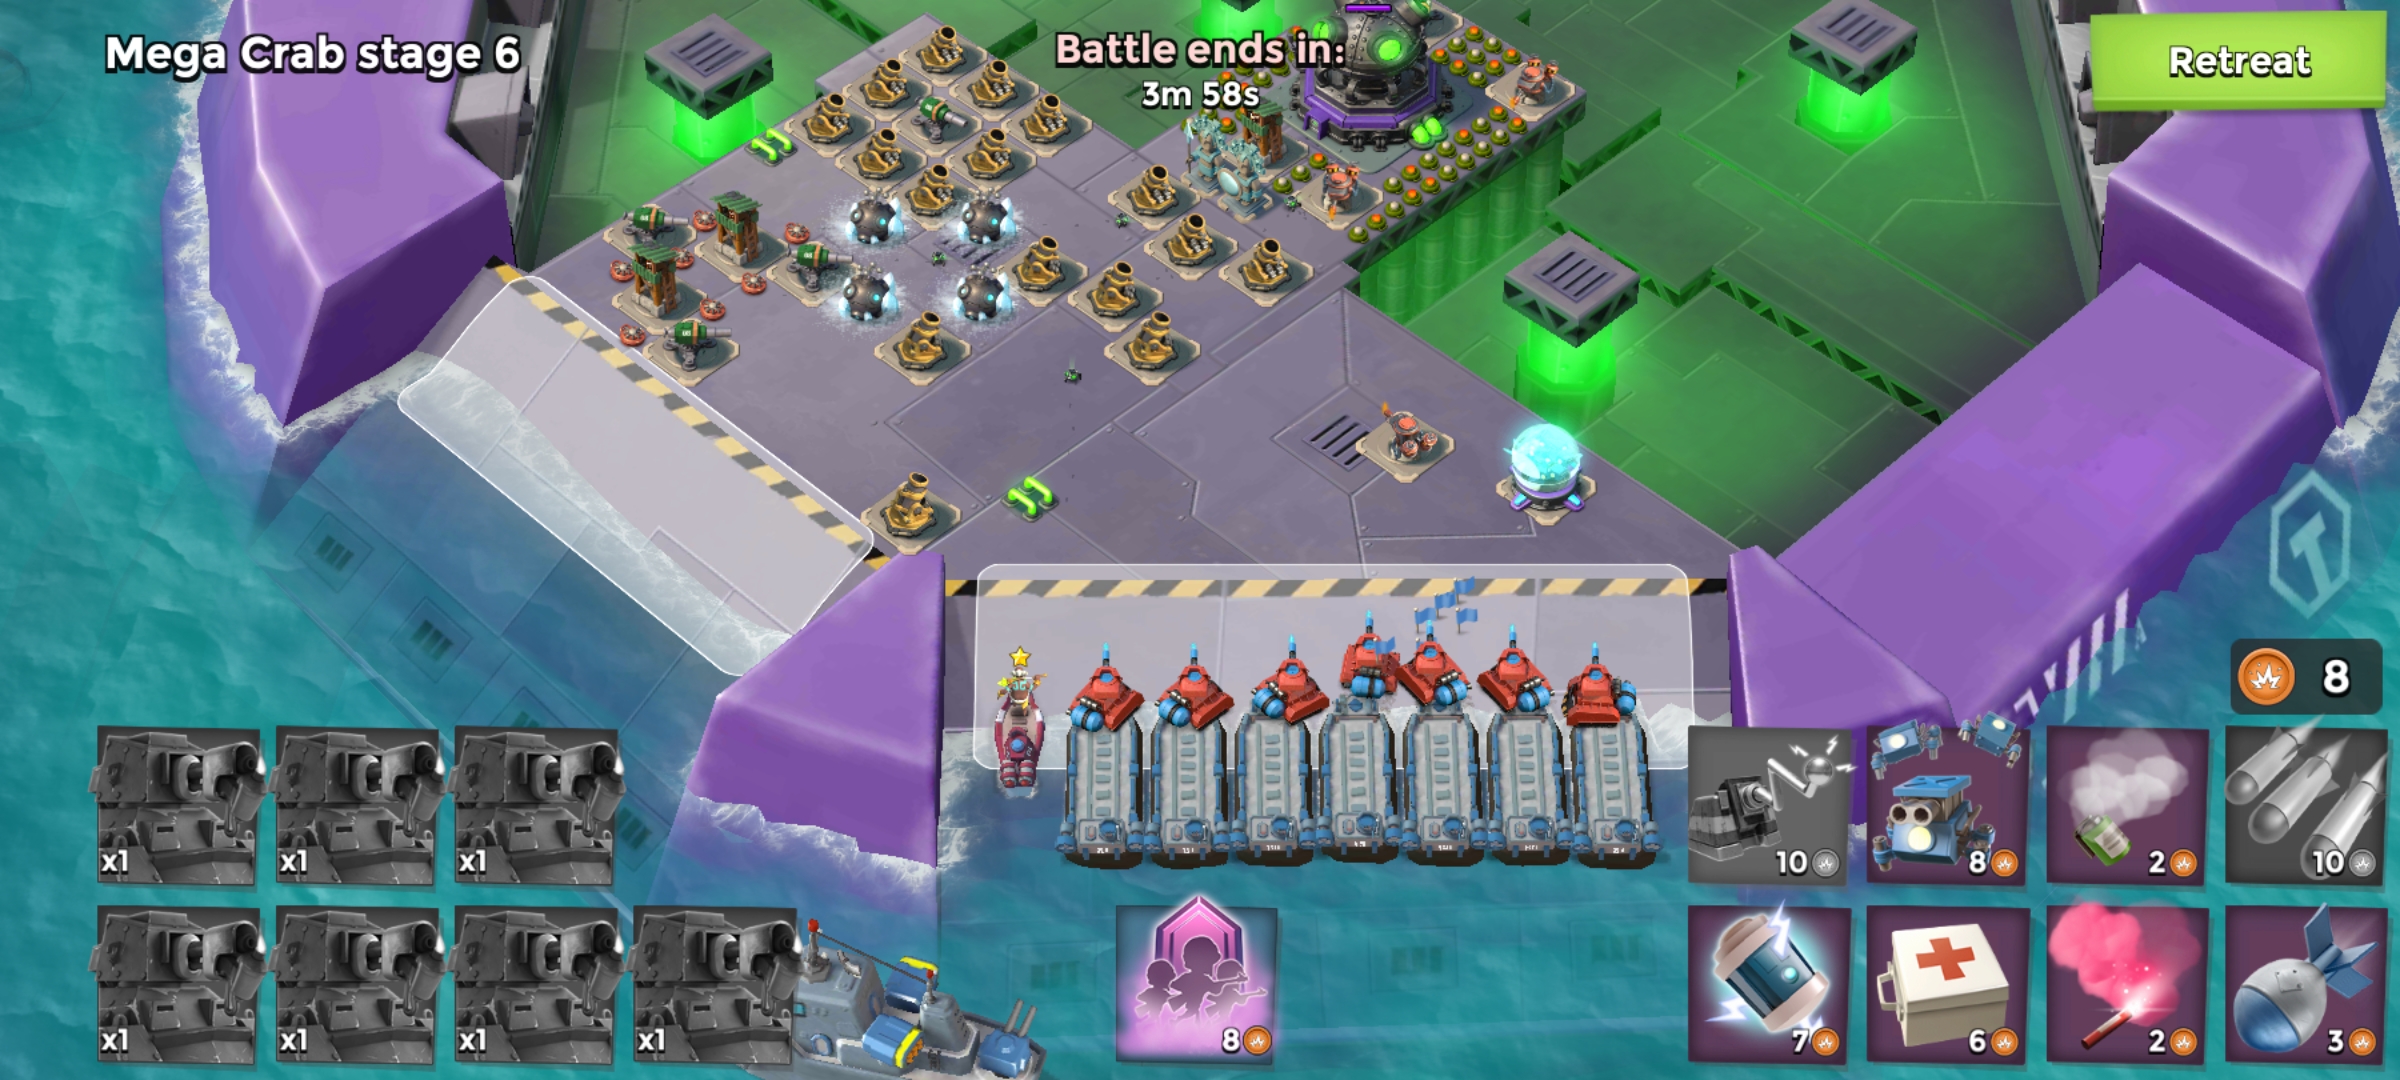 Mega Crab stage 6
Battle ends in:
3m 58s
Retreat
8
x1
x1
x1
10
8
2
10
x1
x1
x1
x1
8
7
6
2
3